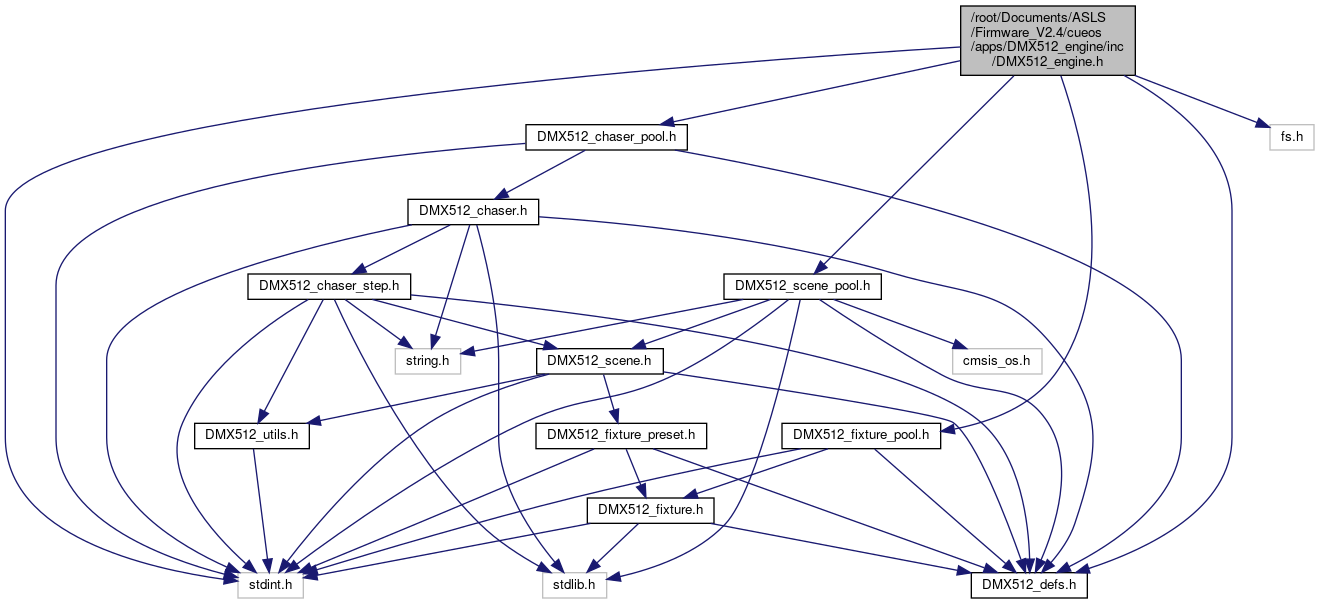 /root/Documents/ASLS
/Firmware_V2.4/cueos
/apps/DMX512_engine/inc
/DMX512_engine.h
DMX512_chaser_pool.h
fs.h
DMX512_chaser.h
DMX512_chaser_step.h
DMX512_scene_pool.h
string.h
DMX512_scene.h
cmsis_os.h
DMX512_utils.h
DMX512_fixture_preset.h
DMX512_fixture_pool.h
DMX512_fixture.h
stdint.h
stdlib.h
DMX512_defs.h